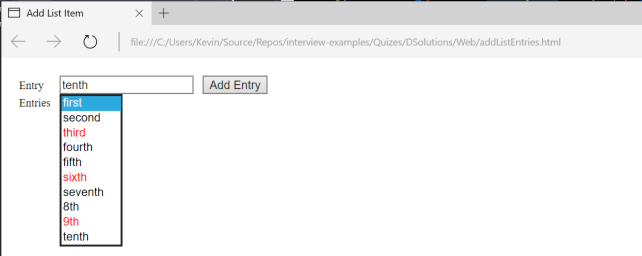 Add List Item
file:///C:/Users/Kevin/Source/Repos/interview-examples/Quizes/DSolutions/Web/addListEntries.html
Entry tenth Add Entry
Entries first
second
third
fourth
fifth
sixth
seventh
8th
9th
tenth